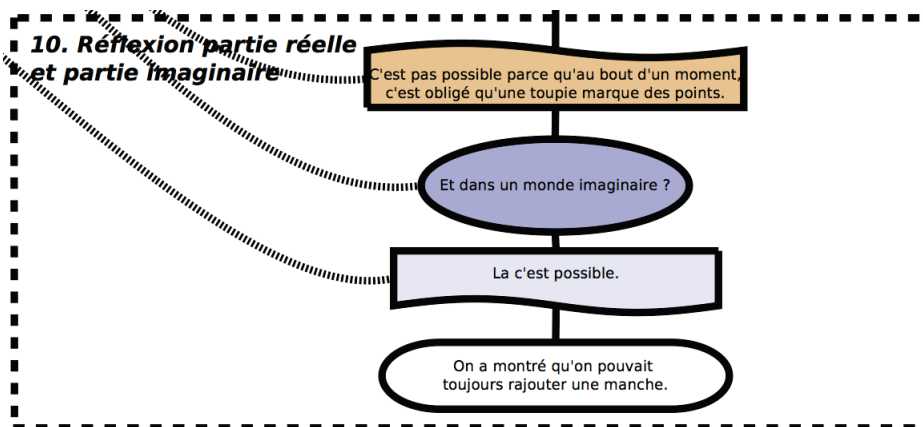 10. Réflexion partie réelle
et partie imaginaire
C'est pas possible parce qu'au bout d'un moment,
c'est obligé qu'une toupie marque des points.
Et dans un monde imaginaire ?
La c'est possible.
On a montré qu'on pouvait
toujours rajouter une manche.